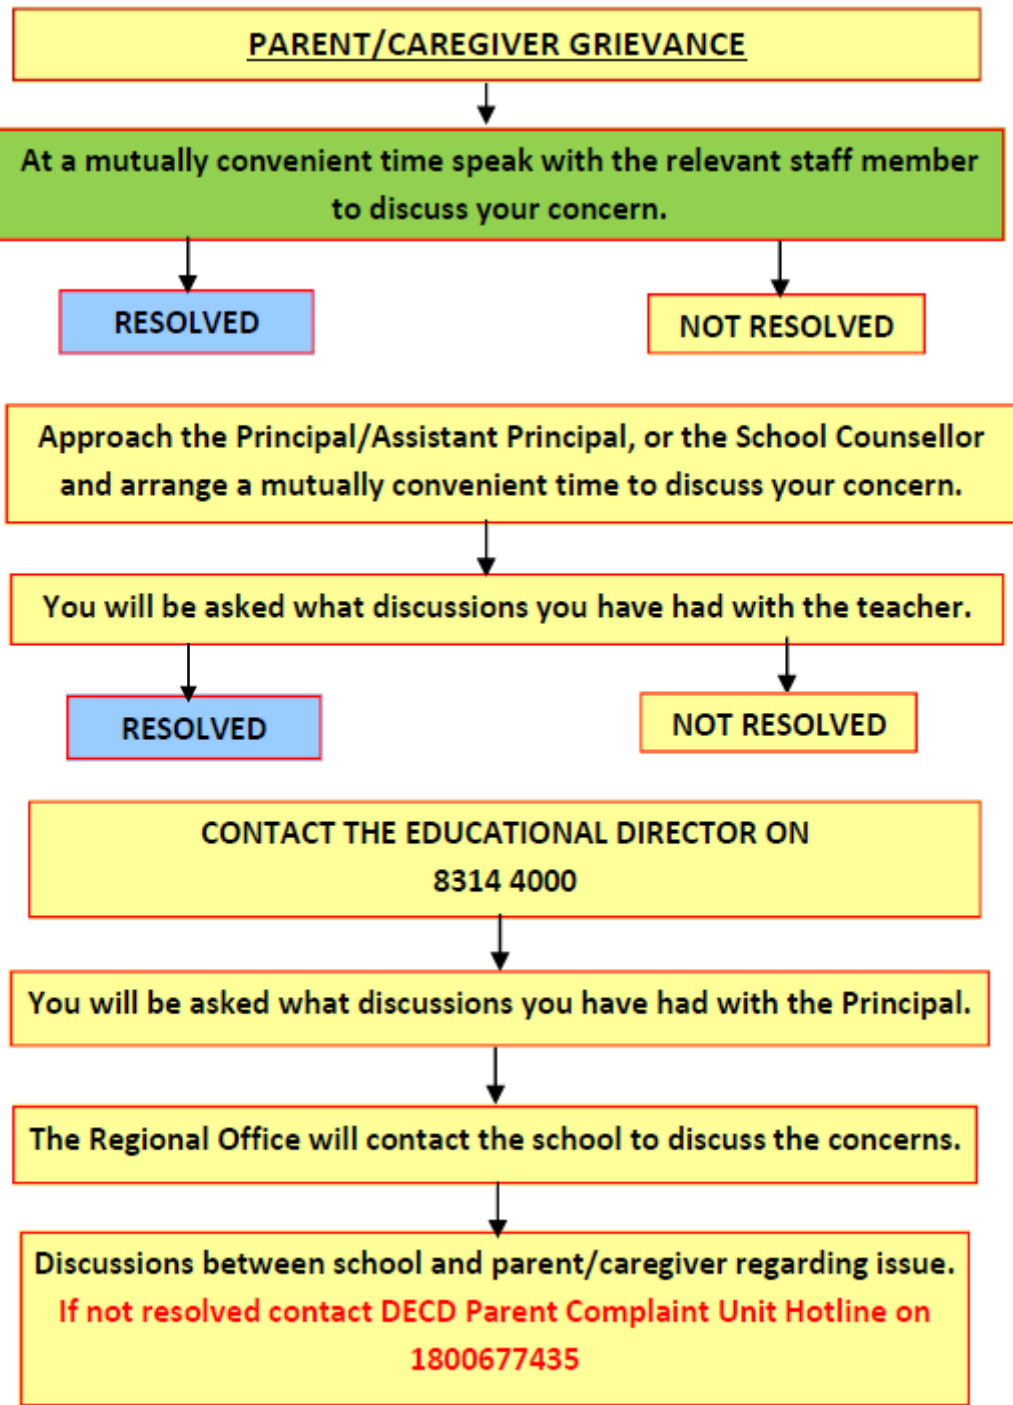 PARENT/CAREGIVER GRIEVANCE
At a mutually convenient time speak with the relevant staff member
to discuss your concern.
RESOLVED
NOT RESOLVED
Approach the Principal/Assistant Principal, or the School Counsellor
and arrange a mutually convenient time to discuss your concern.
You will be asked what discussions you have had with the teacher.
RESOLVED
NOT RESOLVED
CONTACT THE EDUCATIONAL DIRECTOR ON
8314 4000
You will be asked what discussions you have had with the Principal.
The Regional Office will contact the school to discuss the concerns.
Discussions between school and parent/caregiver regarding issue.
If not resolved contact DECD Parent Complaint Unit Hotline on
1800677435